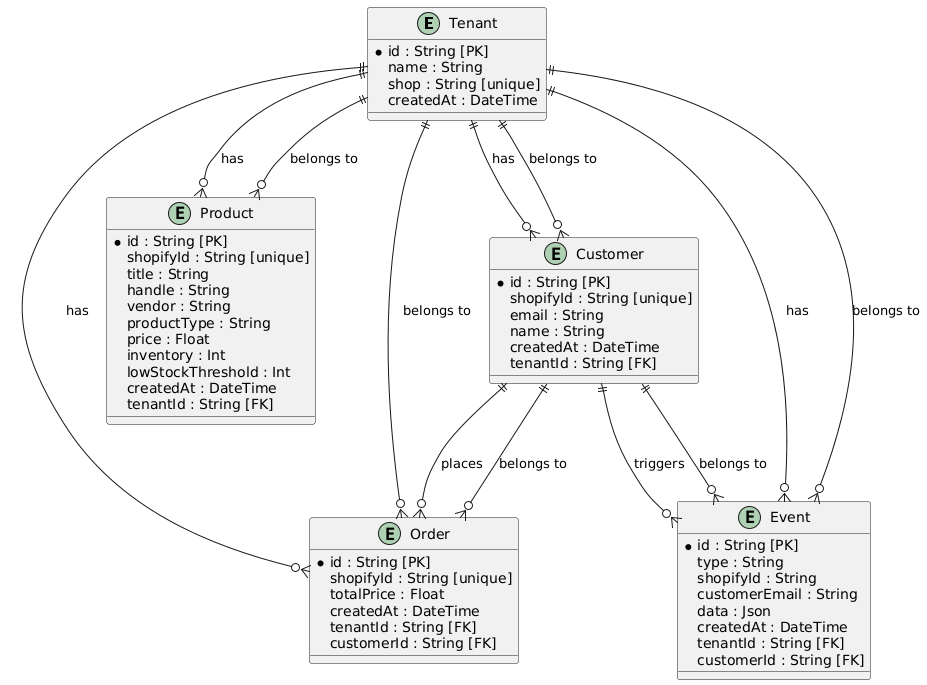 E Tenant
id : String [PK]
name : String
shop : String [unique]
createdAt : DateTime
has
belongs to
has
belongs to
E Product
id : String [PK]
shopifyId : String [unique]
title : String
handle : String
vendor : String
productType : String
price : Float
inventory : Int
lowStockThreshold : Int
createdAt : DateTime
tenantId : String [FK]
E Customer
id : String [PK]
shopifyId : String [unique]
email : String
name : String
createdAt : DateTime
tenantId : String [FK]
has
belongs to
has
belongs to
places
belongs to
triggers
belongs to
E Order
id : String [PK]
shopifyId : String [unique]
totalPrice : Float
createdAt : DateTime
tenantId : String [FK]
customerId : String [FK]
E Event
id : String [PK]
type : String
shopifyId : String
customerEmail : String
data : Json
createdAt : DateTime
tenantId : String [FK]
customerId : String [FK]